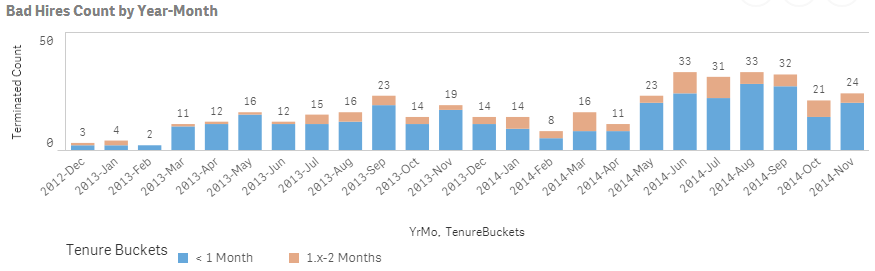 Bad Hires Count by Year-Month
50
Terminated Count
0
3 4 2 11 12 16 12 15 16 23 14 19 14 14 8 16 11 23 33 31 33 32 21 24
2012-Dec 2013-Jan 2013-Feb 2013-Mar 2013-Apr 2013-May 2013-Jun 2013-Jul 2013-Aug 2013-Sep 2013-Oct 2013-Nov 2013-Dec 2014-Jan 2014-Feb 2014-Mar 2014-Apr 2014-May 2014-Jun 2014-Jul 2014-Aug 2014-Sep 2014-Oct 2014-Nov
YrMo, TenureBuckets
Tenure Buckets < 1 Month 1.x-2 Months